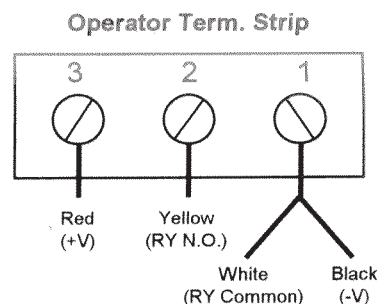 Operator Term. Strip
3 2 1
Red
(+V)
Yellow
(RY N.O.)
White
(RY Common)
Black
(-V)